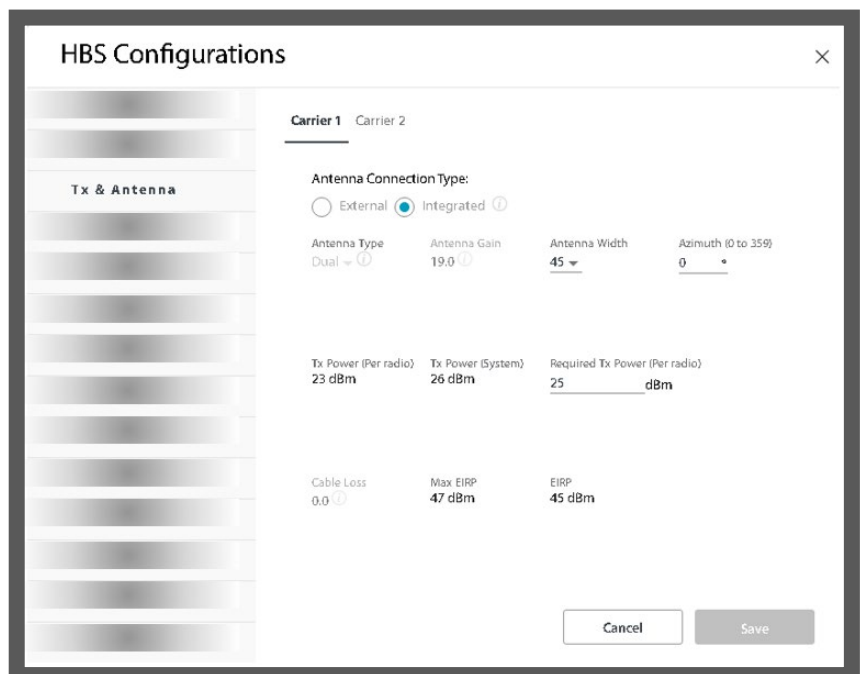 HBS Configurations
Carrier 1 Carrier 2
Tx & Antenna
Antenna Connection Type:
External Integrated
Antenna Type Antenna Gain Antenna Width Azimuth (0 to 359)
Dual 19.0 45 0 °
Tx Power (Per radio) Tx Power (System) Required Tx Power (Per radio)
23 dBm 26 dBm 25 dBm
Cable Loss Max EIRP EIRP
0.0 47 dBm 45 dBm
Cancel Save